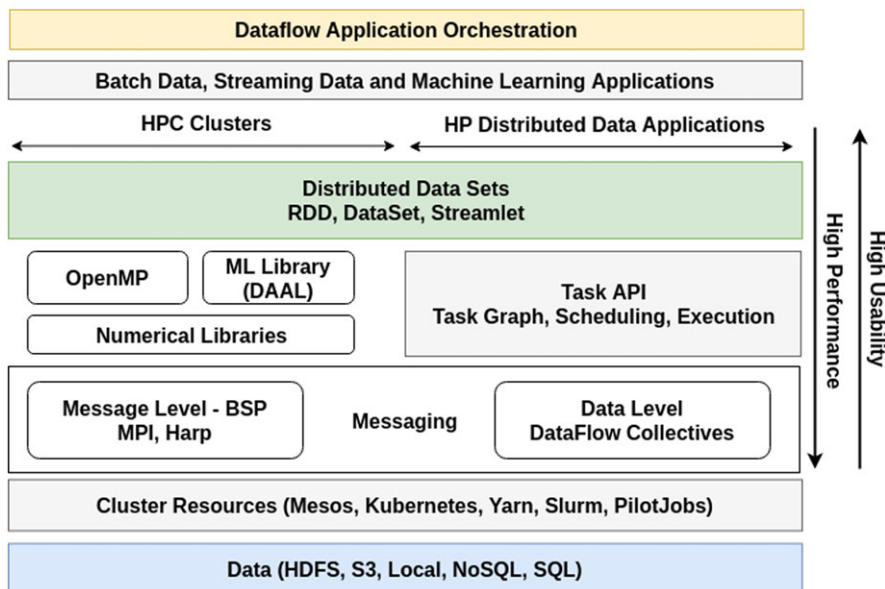 Dataflow Application Orchestration
Batch Data, Streaming Data and Machine Learning Applications
HPC Clusters
HP Distributed Data Applications
Distributed Data Sets
RDD, DataSet, Streamlet
OpenMP
ML Library
(DAAL)
Numerical Libraries
Task API
Task Graph, Scheduling, Execution
Message Level - BSP
MPI, Harp
Messaging
Data Level
DataFlow Collectives
Cluster Resources (Mesos, Kubernetes, Yarn, Slurm, PilotJobs)
Data (HDFS, S3, Local, NoSQL, SQL)
High Performance
High Usability